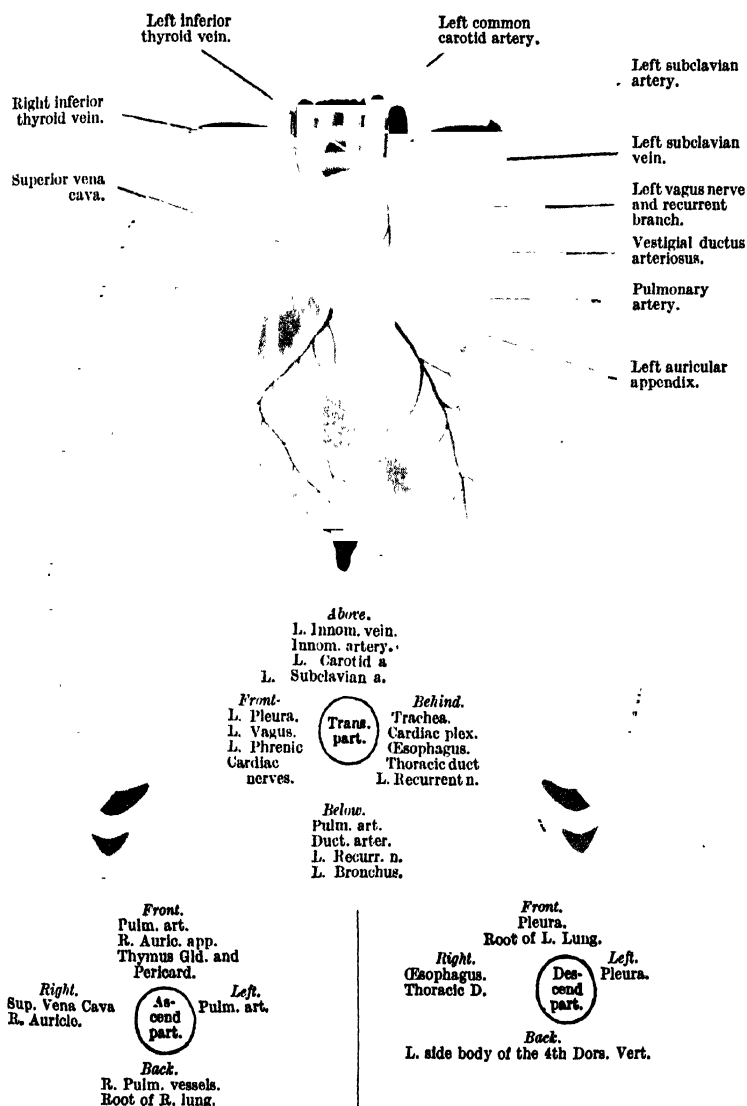 Left inferior
thyroid vein.
Left common
carotid artery.
Left subclavian
artery.
Right inferior
thyroid vein.
Left subclavian
vein.
Superior vena
cava.
Left vagus nerve
and recurrent
branch.
Vestigial ductus
arteriosus.
Pulmonary
artery.
Left auricular
appendix.
Above.
L. Innom. vein.
Innom. artery.
L. Carotid a
L. Subclavian a.
Front-
L. Pleura.
L. Vagus.
L. Phrenic
Cardiac
nerves.
Trans.
part.
Behind.
Trachea.
Cardiac plex.
Œsophagus.
Thoracic duct
L. Recurrent n.
Below.
Pulm. art.
Duct. arter.
L. Recurr. n.
L. Bronchus.
Front.
Pulm. art.
R. Auric. app.
Thymus Gld. and
Pericard.
Right.
Sup. Vena Cava
R. Auricle.
As-
cend
part.
Left.
Pulm. art.
Back.
R. Pulm. vessels.
Root of R. lung.
Front.
Pleura.
Root of L. Lung.
Right.
Œsophagus.
Thoracic D.
Des-
cend
part.
Left.
Pleura.
Back.
L. side body of the 4th Dors. Vert.